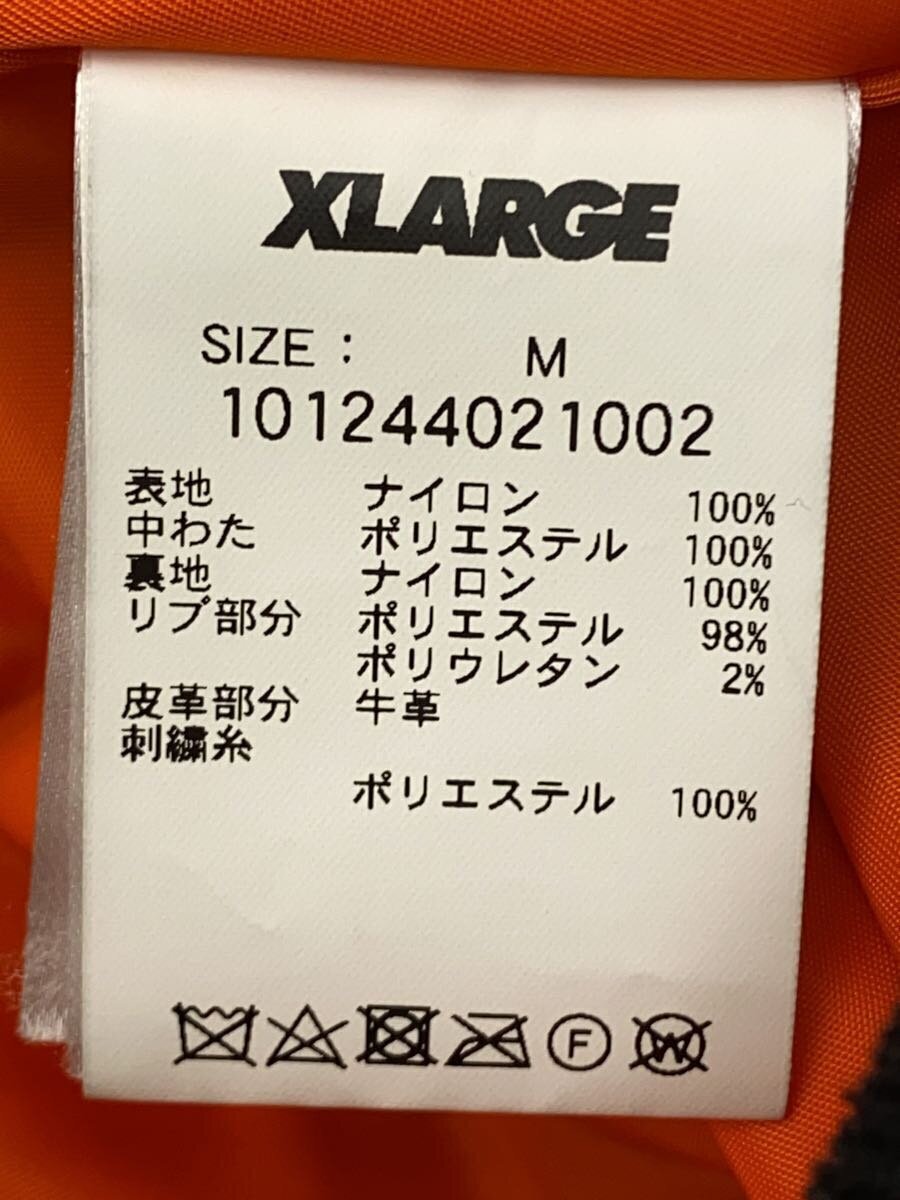 XLARGE
SIZE : M
101244021002
表地 ナイロン 100%
中わた ポリエステル 100%
裏地 ナイロン 100%
リブ部分 ポリエステル 98%
ポリウレタン 2%
皮革部分 牛革
刺繍糸
ポリエステル 100%
F W